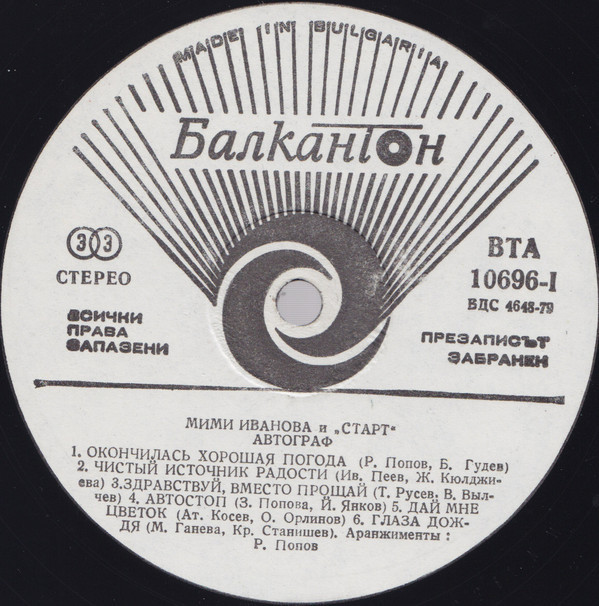 MADE IN BULGARIA
Балкантон
33
СТЕРЕО
ВТА
10696-I
БДС 4648-79
ВСИЧКИ
ПРАВА
ЗАПАЗЕНИ
ПРЕЗАПИСЪТ
ЗАБРАНЕН
МИМИ ИВАНОВА и „СТАРТ“
АВТОГРАФ
1. ОКОНЧИЛАСЬ ХОРОШАЯ ПОГОДА (Р. Попов, Б. Гудев)
2. ЧИСТЫЙ ИСТОЧНИК РАДОСТИ (Ив. Пеев, Ж. Кюлджи-
ева) 3.ЗДРАВСТВУЙ, ВМЕСТО ПРОЩАЙ (Т. Русев, В. Выл-
чев) 4. АВТОСТОП (З. Попова, Й. Янков) 5. ДАЙ МНЕ
ЦВЕТОК (Ат. Косев, О. Орлинов) 6. ГЛАЗА ДОЖ-
ДЯ (М. Ганева, Кр. Станишев). Аранжименты :
Р. Попов